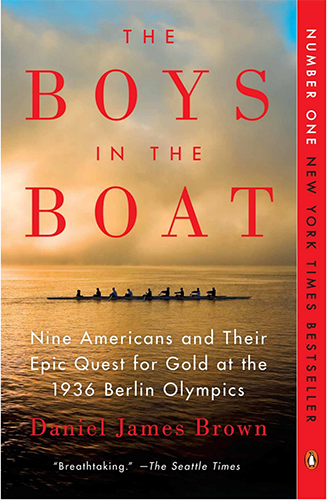 THE
BOYS
IN THE
BOAT
Nine Americans and Their
Epic Quest for Gold at the
1936 Berlin Olympics
Daniel James Brown
"Breathtaking." —The Seattle Times
NUMBER ONE NEW YORK TIMES BESTSELLER